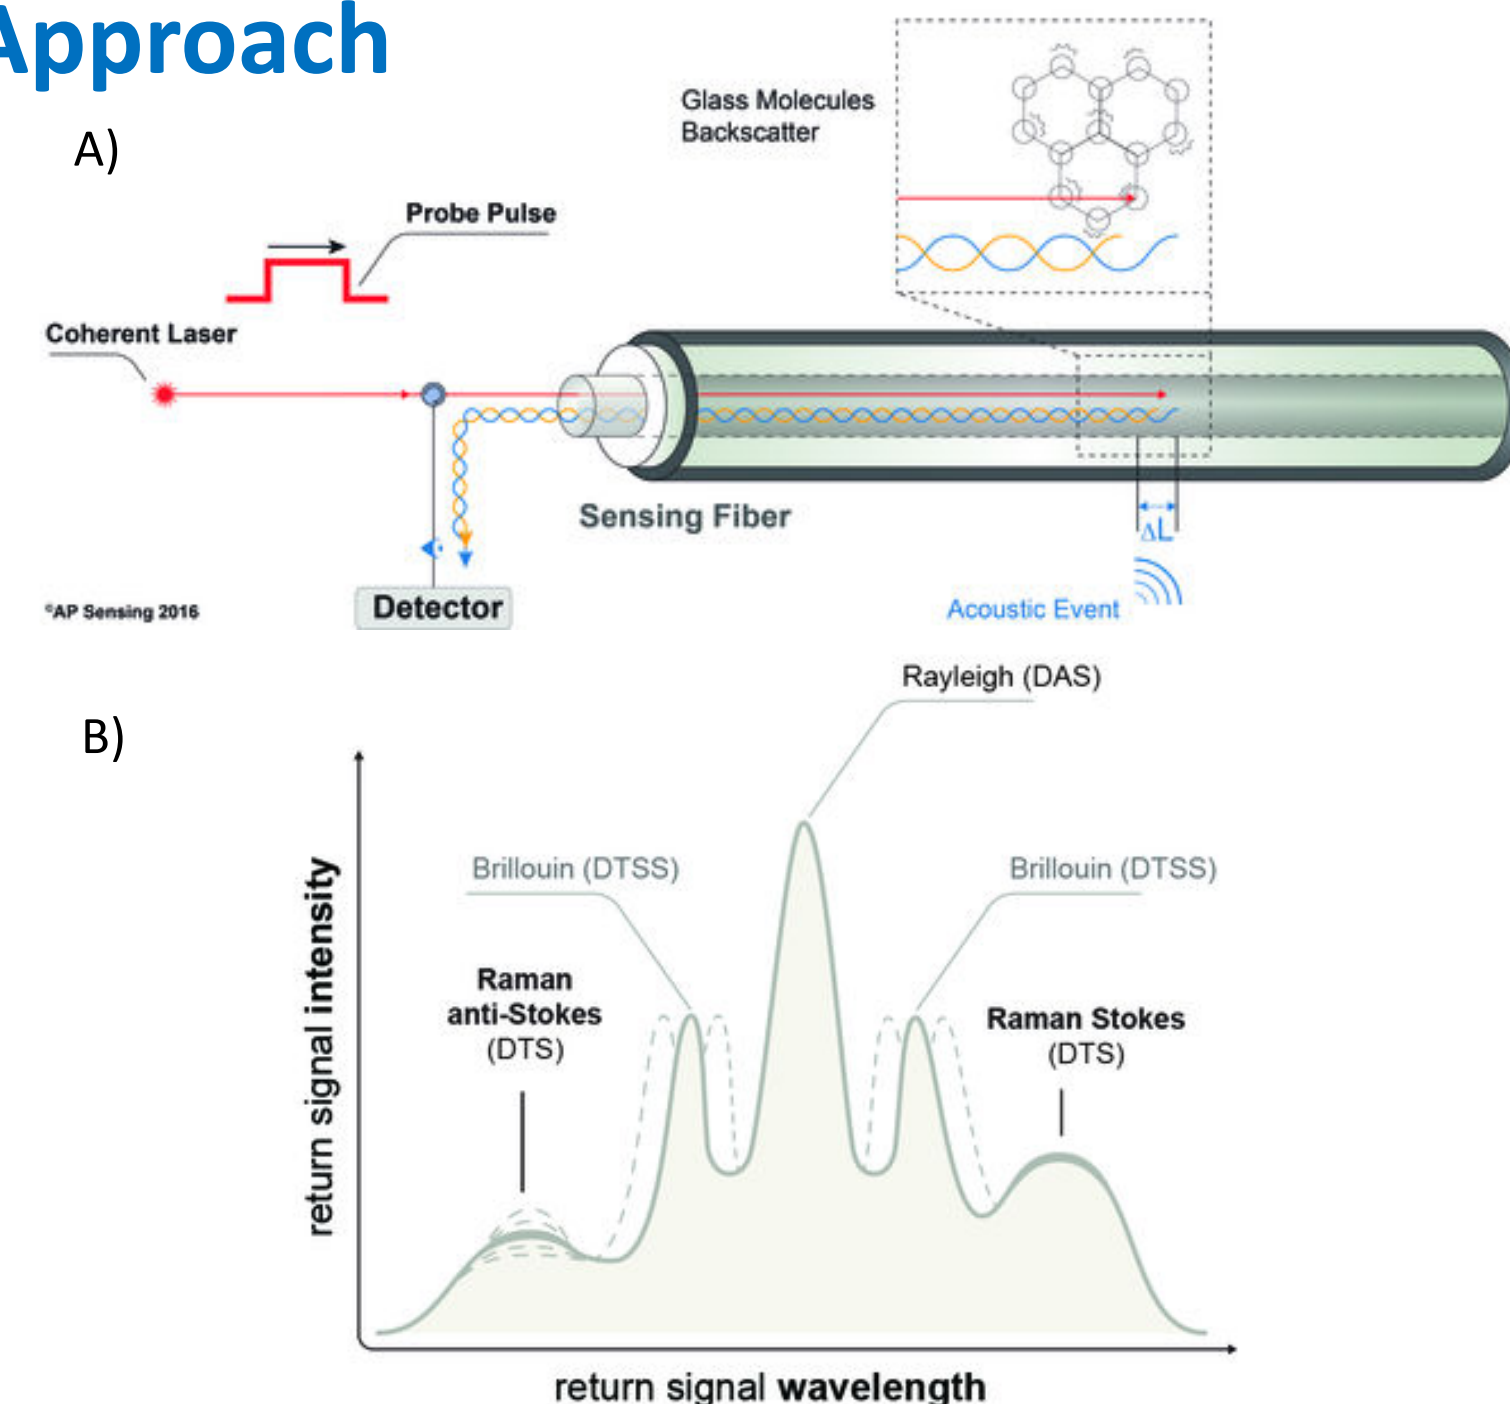 Approach
A)
Glass Molecules
Backscatter
Probe Pulse
Coherent Laser
Sensing Fiber
ΔL
Acoustic Event
©AP Sensing 2016
Detector
B)
Rayleigh (DAS)
Brillouin (DTSS)
Brillouin (DTSS)
Raman
anti-Stokes
(DTS)
Raman Stokes
(DTS)
return signal intensity
return signal wavelength